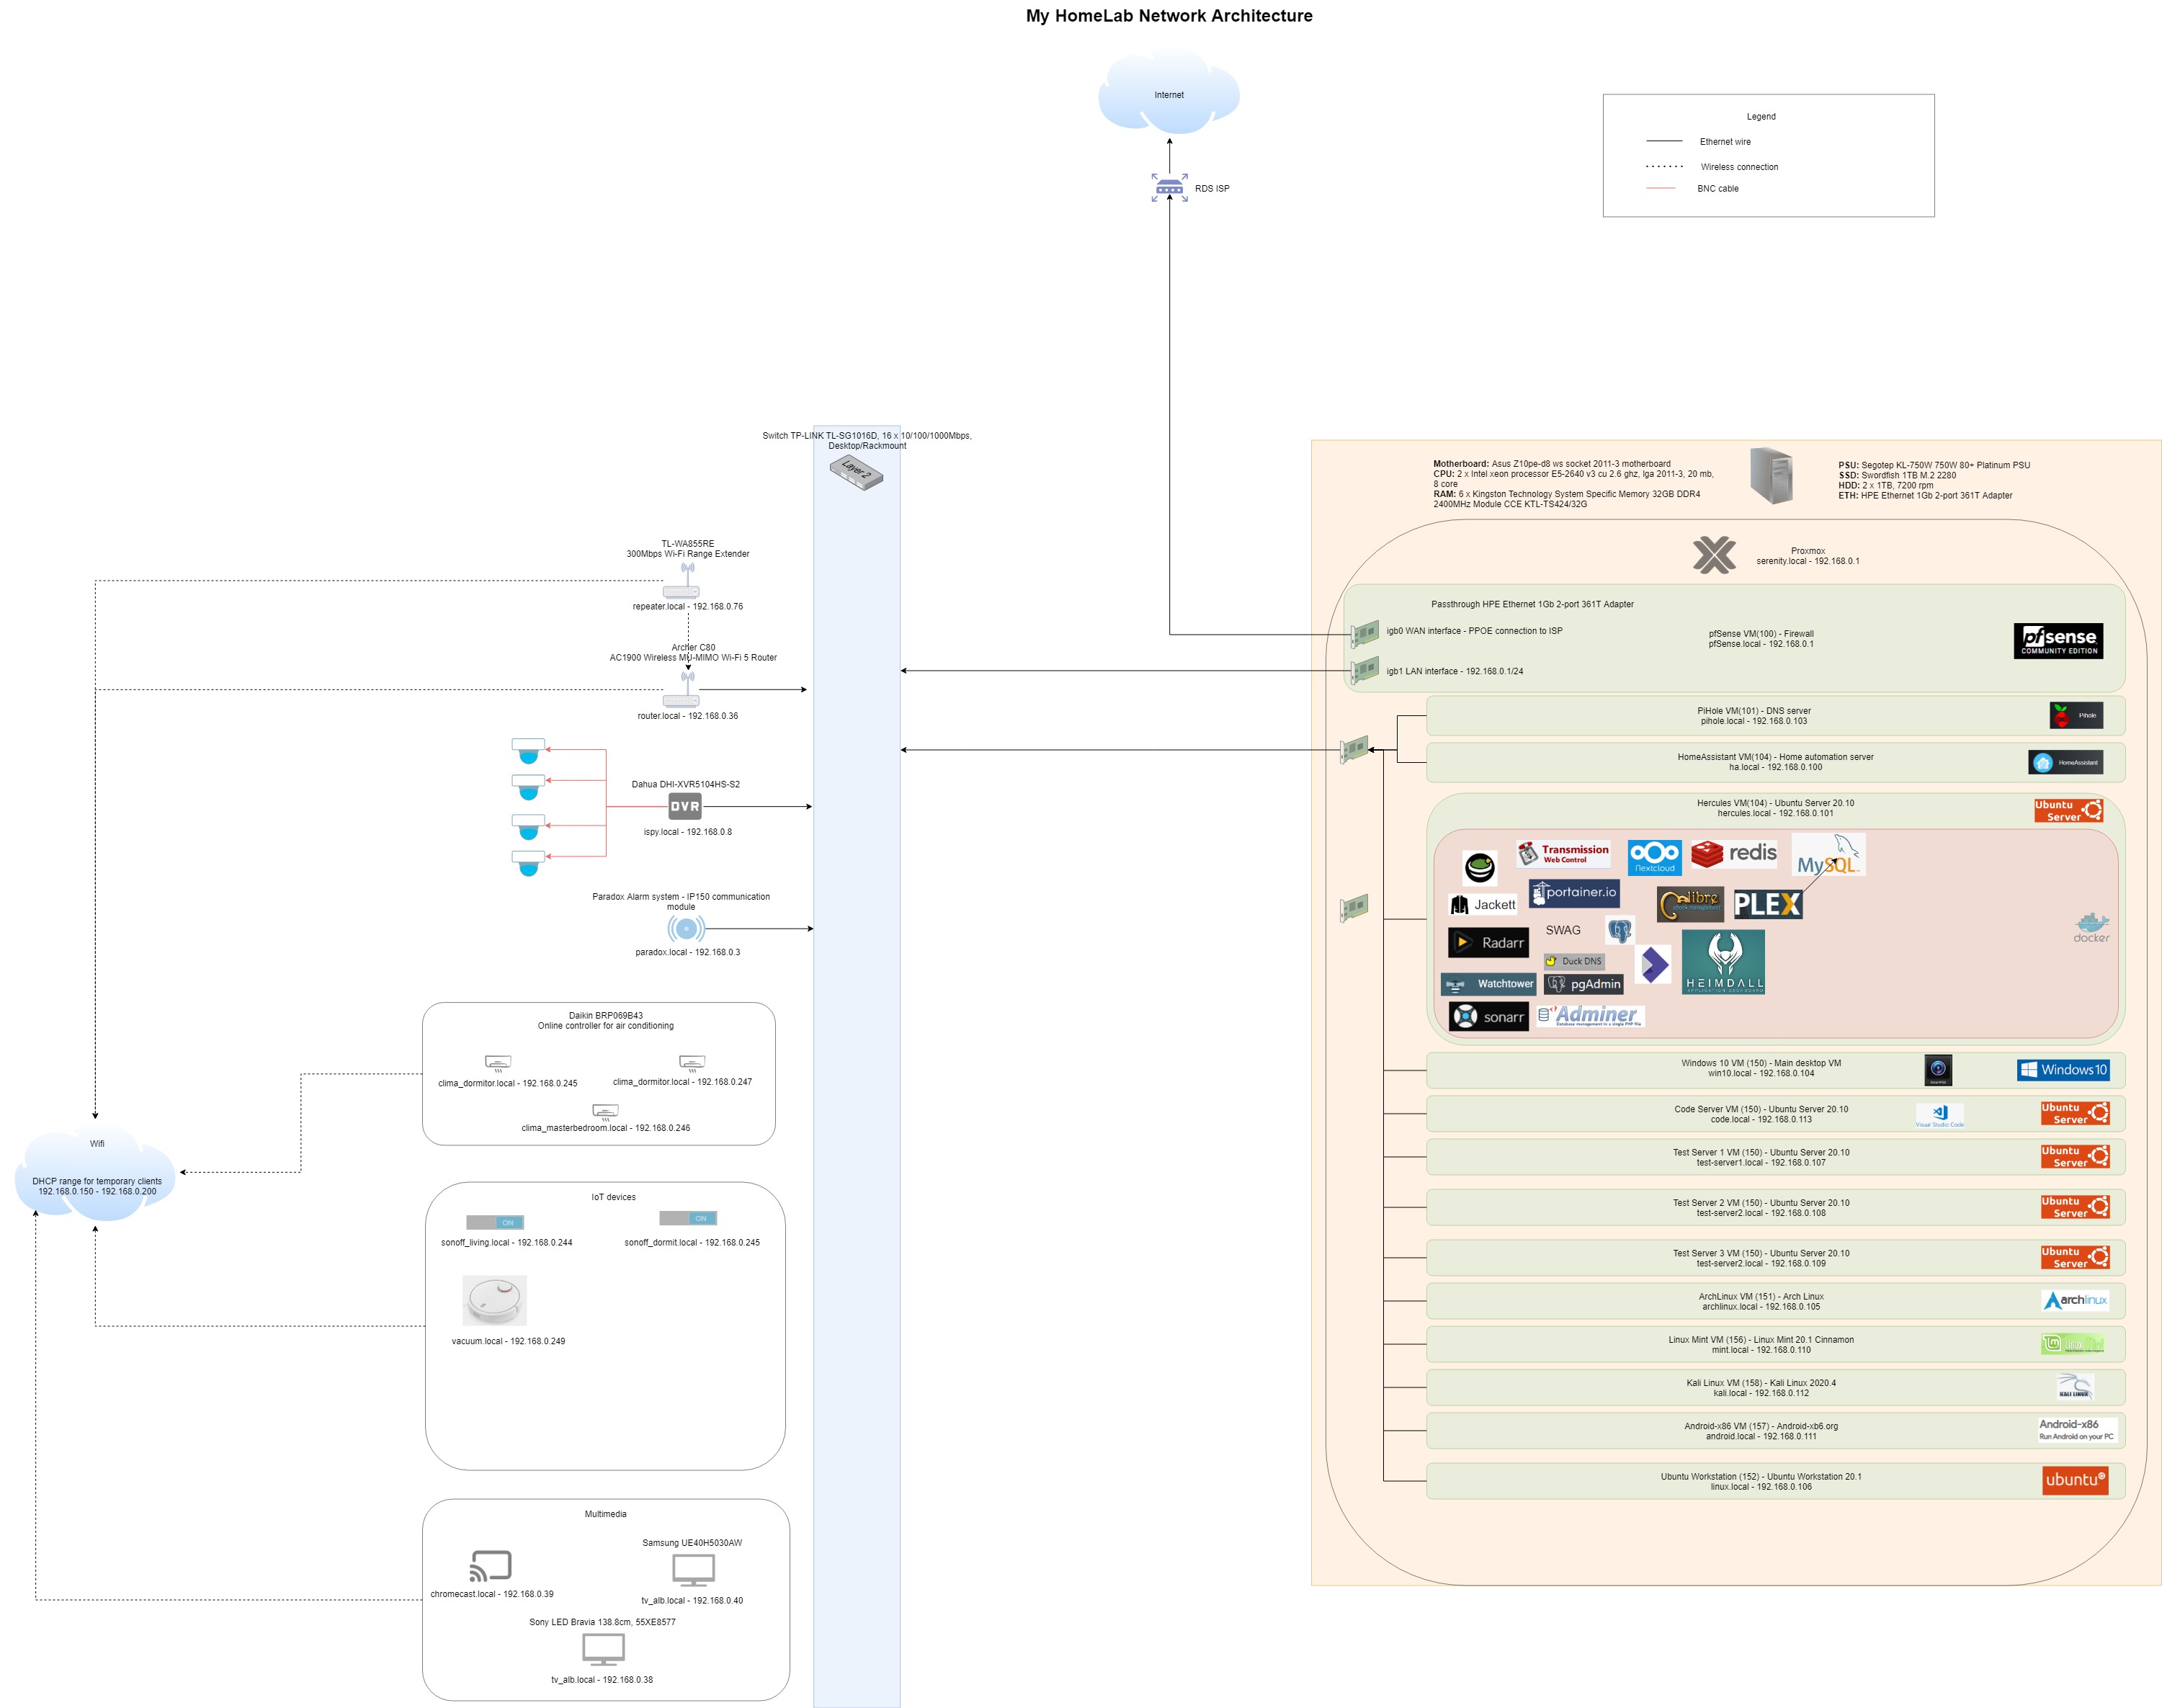 My HomeLab Network Architecture
Internet
RDS ISP
Legend
Ethernet wire
Wireless connection
BNC cable
Switch TP-LINK TL-SG1016D, 16 x 10/100/1000Mbps,
Desktop/Rackmount
Layer 2
TL-WA855RE
300Mbps Wi-Fi Range Extender
repeater.local - 192.168.0.76
Archer C80
AC1900 Wireless MU-MIMO Wi-Fi 5 Router
router.local - 192.168.0.36
Dahua DHI-XVR5104HS-S2
DVR
ispy.local - 192.168.0.8
Paradox Alarm system - IP150 communication
module
paradox.local - 192.168.0.3
Daikin BRP069B43
Online controller for air conditioning
clima_dormitor.local - 192.168.0.245
clima_dormitor.local - 192.168.0.247
clima_masterbedroom.local - 192.168.0.246
Wifi
DHCP range for temporary clients
192.168.0.150 - 192.168.0.200
IoT devices
ON
ON
sonoff_living.local - 192.168.0.244
sonoff_dormit.local - 192.168.0.245
vacuum.local - 192.168.0.249
Multimedia
Samsung UE40H5030AW
chromecast.local - 192.168.0.39
tv_alb.local - 192.168.0.40
Sony LED Bravia 138.8cm, 55XE8577
tv_alb.local - 192.168.0.38
Motherboard: Asus Z10pe-d8 ws socket 2011-3 motherboard
CPU: 2 x Intel xeon processor E5-2640 v3 cu 2.6 ghz, lga 2011-3, 20 mb,
8 core
RAM: 6 x Kingston Technology System Specific Memory 32GB DDR4
2400MHz Module CCE KTL-TS424/32G
PSU: Segotep KL-750W 750W 80+ Platinum PSU
SSD: Swordfish 1TB M.2 2280
HDD: 2 x 1TB, 7200 rpm
ETH: HPE Ethernet 1Gb 2-port 361T Adapter
Proxmox
serenity.local - 192.168.0.1
Passthrough HPE Ethernet 1Gb 2-port 361T Adapter
igb0 WAN interface - PPOE connection to ISP
pfSense VM(100) - Firewall
pfSense.local - 192.168.0.1
pfsense
COMMUNITY EDITION
igb1 LAN interface - 192.168.0.1/24
PiHole VM(101) - DNS server
pihole.local - 192.168.0.103
Pihole
HomeAssistant VM(104) - Home automation server
ha.local - 192.168.0.100
HomeAssistant
Hercules VM(104) - Ubuntu Server 20.10
hercules.local - 192.168.0.101
Ubuntu
Server
Transmission
Web Control
Nextcloud
redis
MySQL
Jackett
portainer.io
Calibre
PLEX
Radarr
SWAG
docker
Duck DNS
Watchtower
pgAdmin
HEIMDALL
APPLICATION DASHBOARD
sonarr
Adminer
Database management in a single PHP file
Windows 10 VM (150) - Main desktop VM
win10.local - 192.168.0.104
Windows 10
Code Server VM (150) - Ubuntu Server 20.10
code.local - 192.168.0.113
Visual Studio Code
Ubuntu
Server
Test Server 1 VM (150) - Ubuntu Server 20.10
test-server1.local - 192.168.0.107
Ubuntu
Server
Test Server 2 VM (150) - Ubuntu Server 20.10
test-server2.local - 192.168.0.108
Ubuntu
Server
Test Server 3 VM (150) - Ubuntu Server 20.10
test-server2.local - 192.168.0.109
Ubuntu
Server
ArchLinux VM (151) - Arch Linux
archlinux.local - 192.168.0.105
archlinux
Linux Mint VM (156) - Linux Mint 20.1 Cinnamon
mint.local - 192.168.0.110
Kali Linux VM (158) - Kali Linux 2020.4
kali.local - 192.168.0.112
KALI LINUX
Android-x86 VM (157) - Android-xb6.org
android.local - 192.168.0.111
Android-x86
Run Android on your PC
Ubuntu Workstation (152) - Ubuntu Workstation 20.1
linux.local - 192.168.0.106
ubuntu